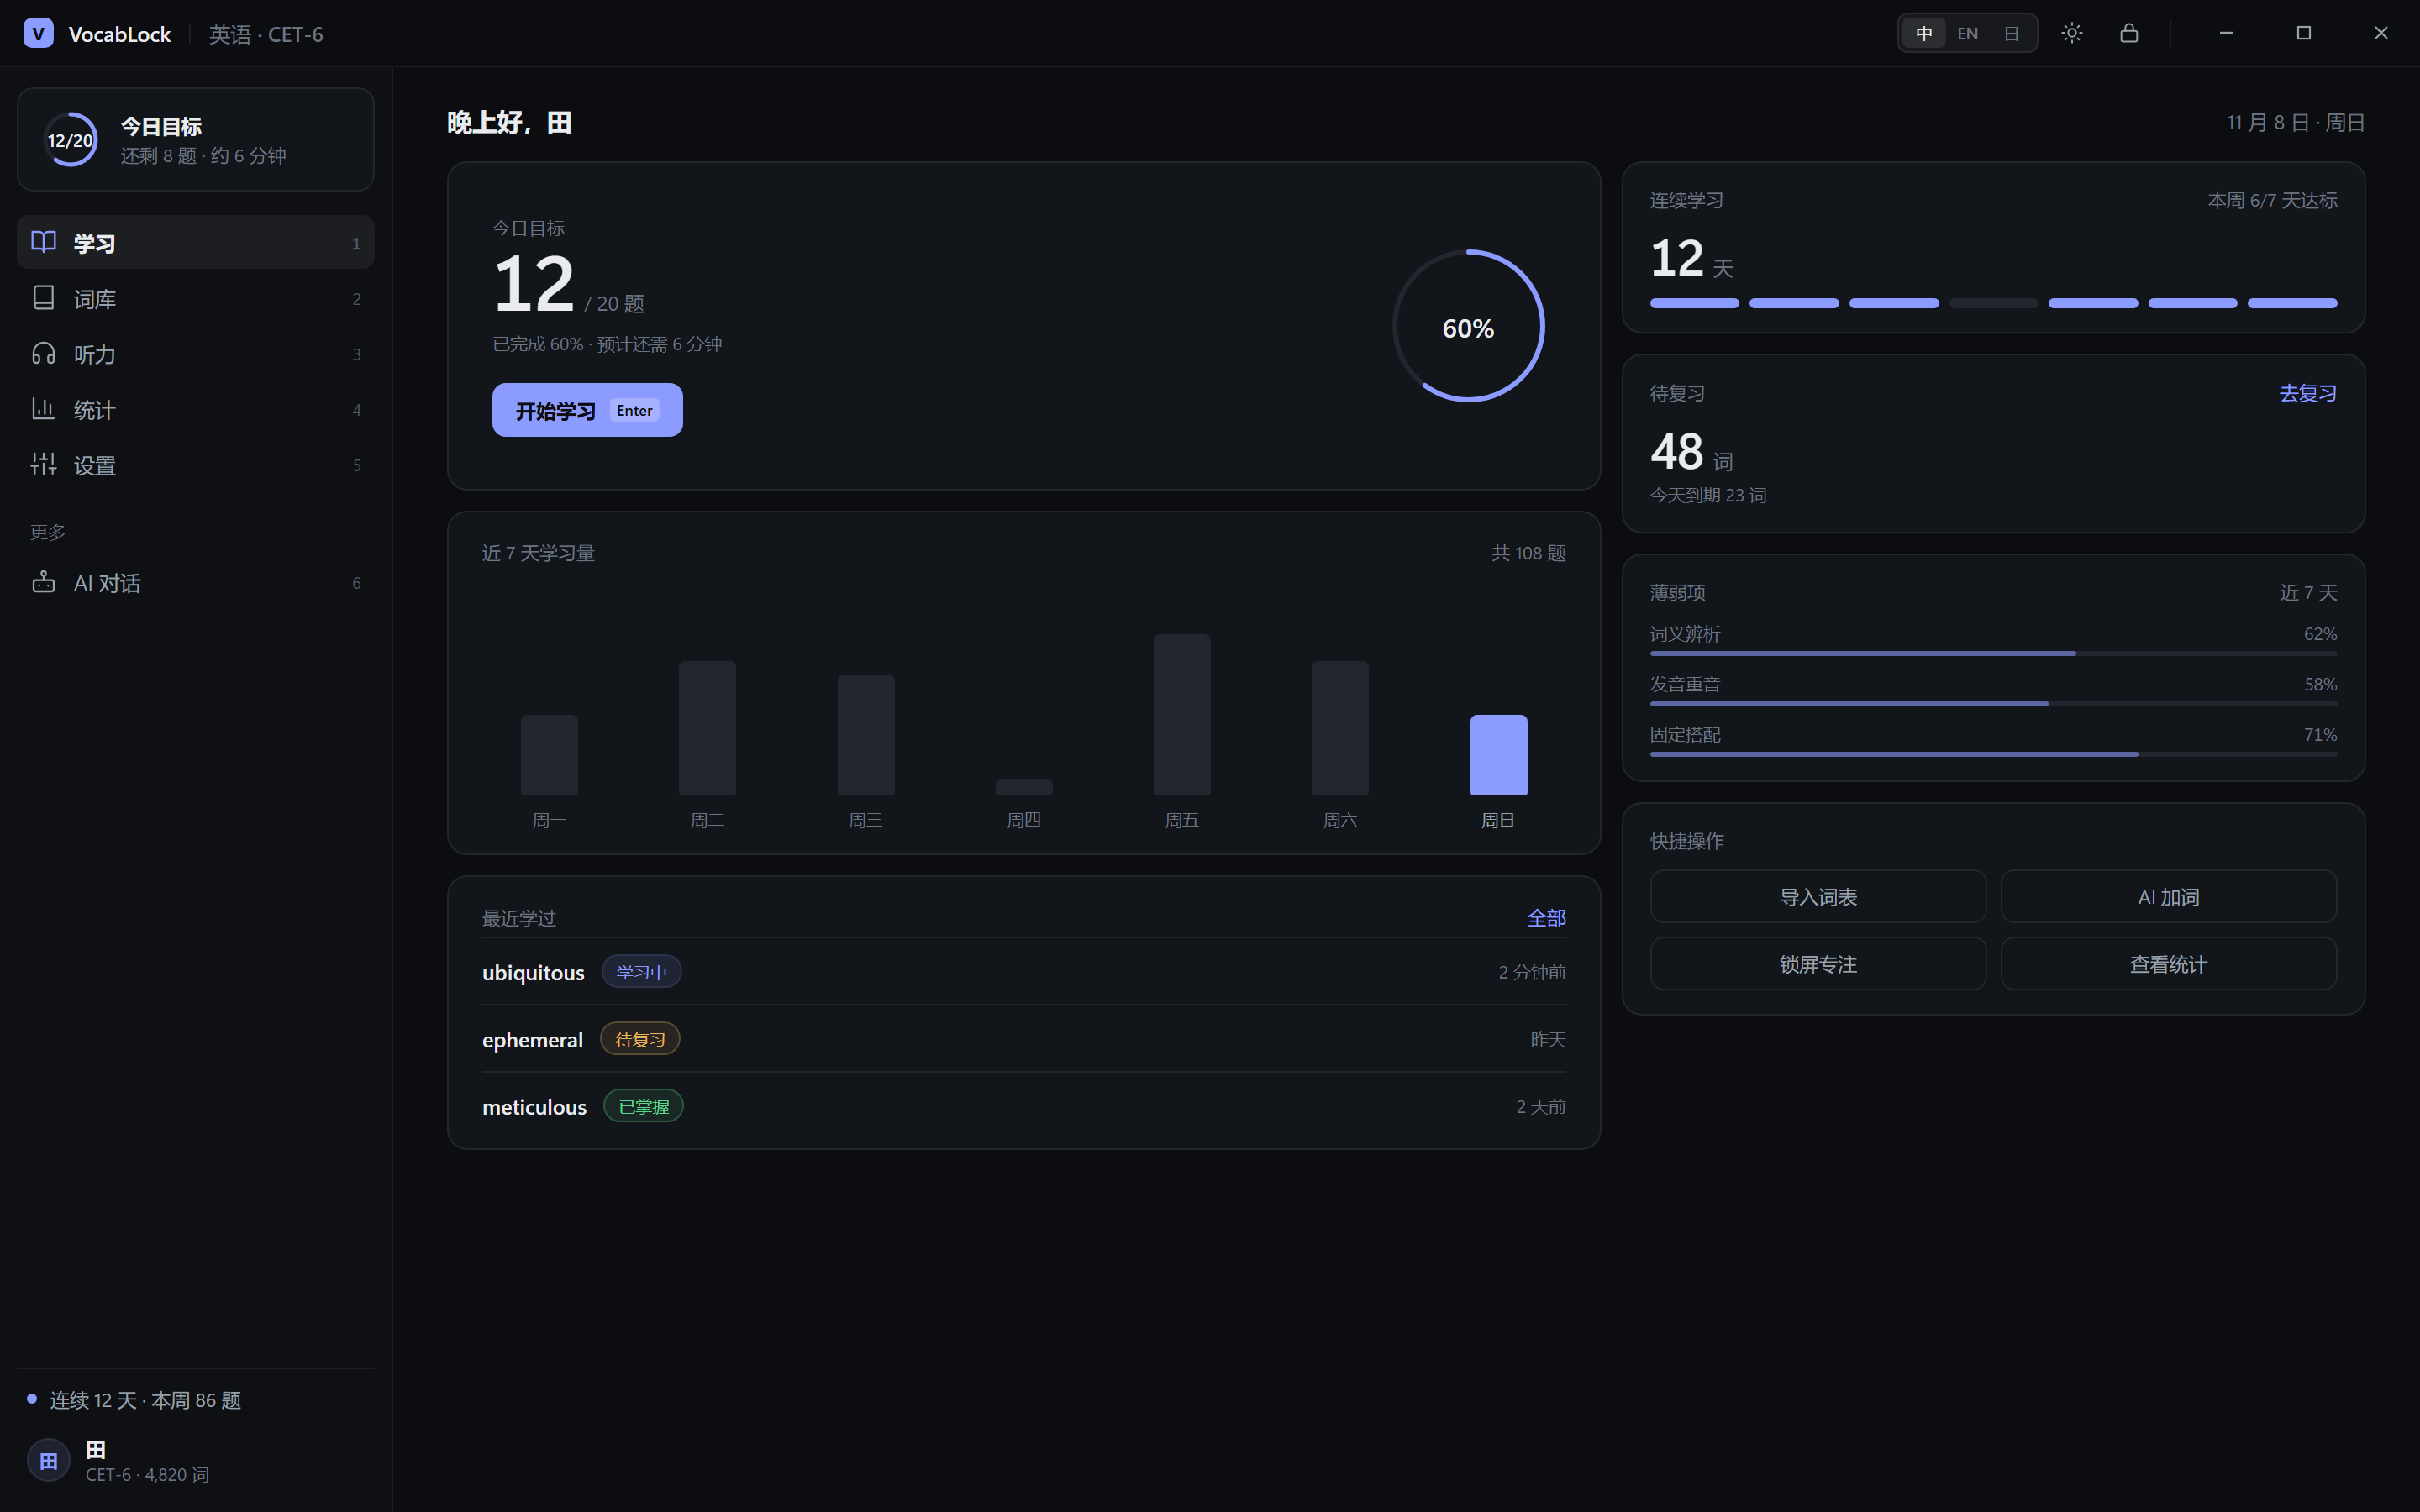 V VocabLock 英语 · CET-6 中 EN 日
12/20 今日目标
还剩 8 题 · 约 6 分钟
学习 1
词库 2
听力 3
统计 4
设置 5
更多
AI 对话 6
连续 12 天 · 本周 86 题
田 田
CET-6 · 4,820 词
晚上好，田 11 月 8 日 · 周日
今日目标
12 / 20 题
已完成 60% · 预计还需 6 分钟
开始学习 Enter
60%
近 7 天学习量 共 108 题
周一 周二 周三 周四 周五 周六 周日
最近学过 全部
ubiquitous 学习中 2 分钟前
ephemeral 待复习 昨天
meticulous 已掌握 2 天前
连续学习 本周 6/7 天达标
12 天
待复习 去复习
48 词
今天到期 23 词
薄弱项 近 7 天
词义辨析 62%
发音重音 58%
固定搭配 71%
快捷操作
导入词表 AI 加词
锁屏专注 查看统计